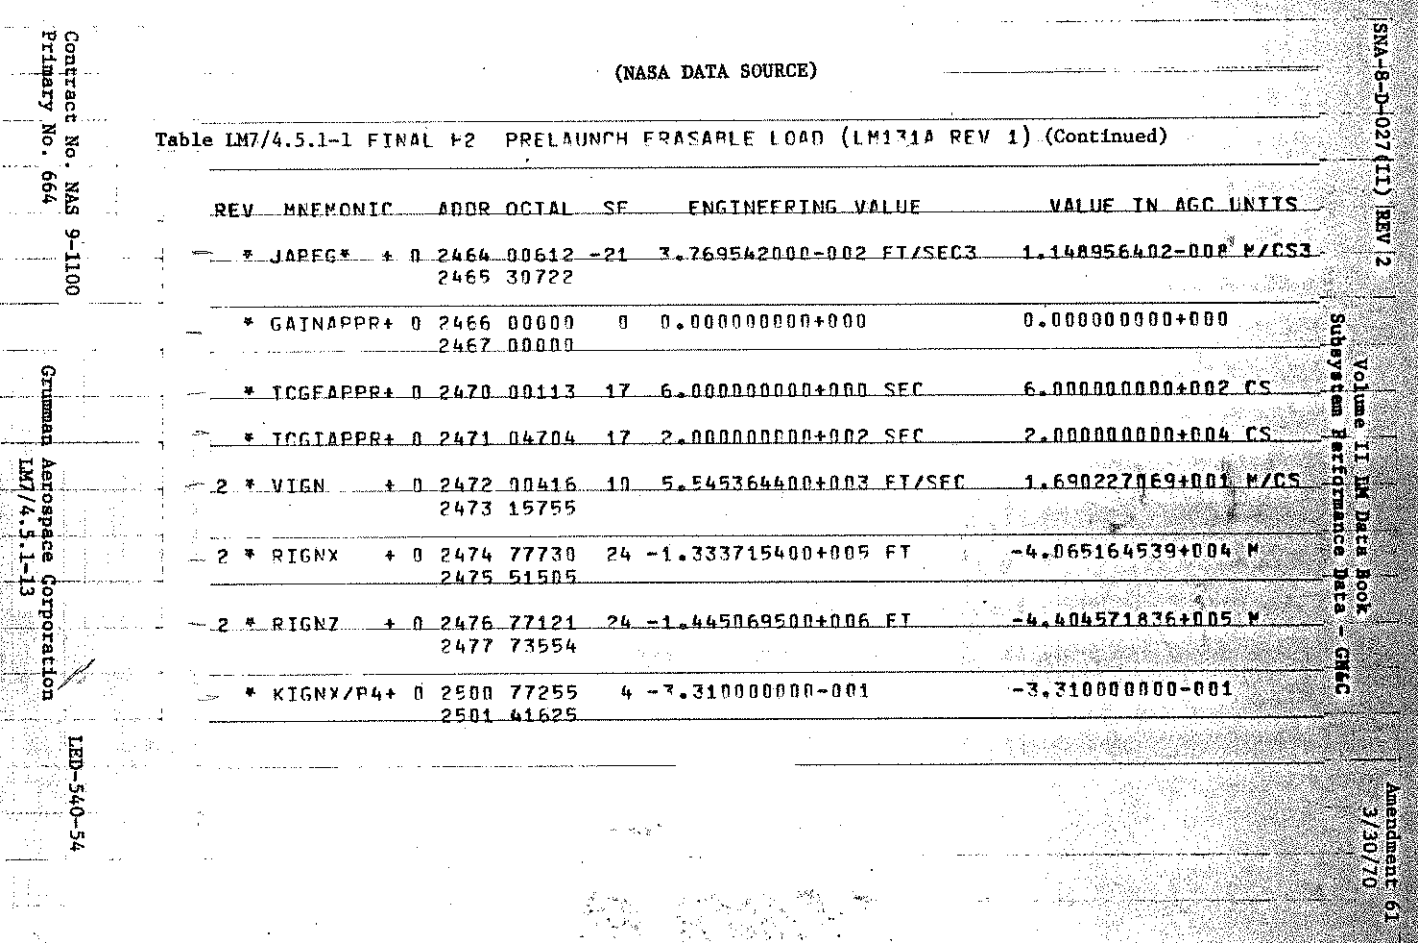 SNA-8-D-027(II) REV 2
Volume II LM Data Book
Subsystem Performance Data - GN&C
Amendment 61
3/30/70
(NASA DATA SOURCE)
Table LM7/4.5.1-1 FINAL H2 PRELAUNCH ERASABLE LOAD (LM131A REV 1) (Continued)
REV MNEMONIC ADDR OCTAL SF ENGINEERING VALUE VALUE IN AGC UNITS
* JAPFG* + 0 2464 00612 -21 3.769542000-002 FT/SEC3 1.148956402-008 M/CS3
2465 30722
* GAINAPPR+ 0 2466 00000 0 0.000000000+000 0.000000000+000
2467 00000
* TCGFAPPR+ 0 2470 00113 17 6.000000000+000 SEC 6.000000000+002 CS
* TCGIAPPR+ 0 2471 04704 17 2.000000000+002 SEC 2.000000000+004 CS
2 * VIGN + 0 2472 00416 10 5.545364400+003 FT/SEC 1.690227069+001 M/CS
2473 15755
2 * RIGNX + 0 2474 77730 24 -1.333715400+005 FT -4.065164539+004 M
2475 51505
2 * RIGNZ + 0 2476 77121 24 -1.445069500+006 FT -4.404571836+005 M
2477 73554
* KIGNX/B4+ 0 2500 77255 4 -3.310000000-001 -3.310000000-001
2501 41625
Contract No. NAS 9-1100
Primary No. 664
Grumman Aerospace Corporation
LM7/4.5.1-13
LED-540-54